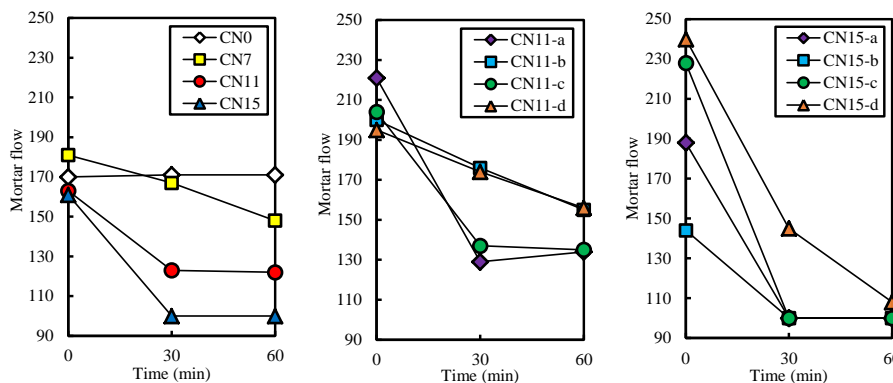 250
230
210
190
170
150
130
110
90
Mortar flow
0
30
60
Time (min)
CN0
CN7
CN11
CN15
250
230
210
190
170
150
130
110
90
Mortar flow
0
30
60
Time (min)
CN11-a
CN11-b
CN11-c
CN11-d
250
230
210
190
170
150
130
110
90
Mortar flow
0
30
60
Time (min)
CN15-a
CN15-b
CN15-c
CN15-d